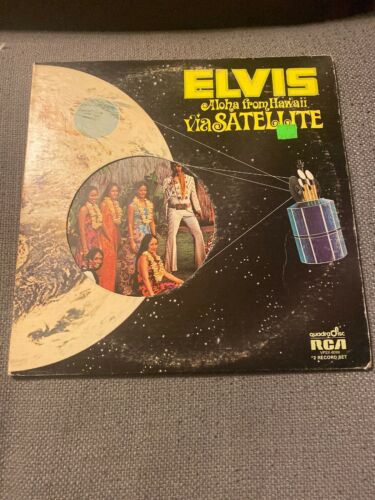 ELVIS
Aloha from Hawaii
Via SATELLITE
quadradisc
RCA
2 RECORD SET